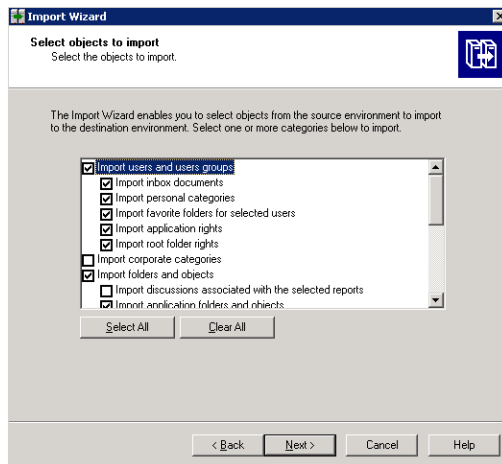 Import Wizard
Select objects to import
Select the objects to import.
The Import Wizard enables you to select objects from the source environment to import
to the destination environment. Select one or more categories below to import.
Import users and users groups
Import inbox documents
Import personal categories
Import favorite folders for selected users
Import application rights
Import root folder rights
Import corporate categories
Import folders and objects
Import discussions associated with the selected reports
Import application folders and objects
Select All Clear All
< Back Next > Cancel Help